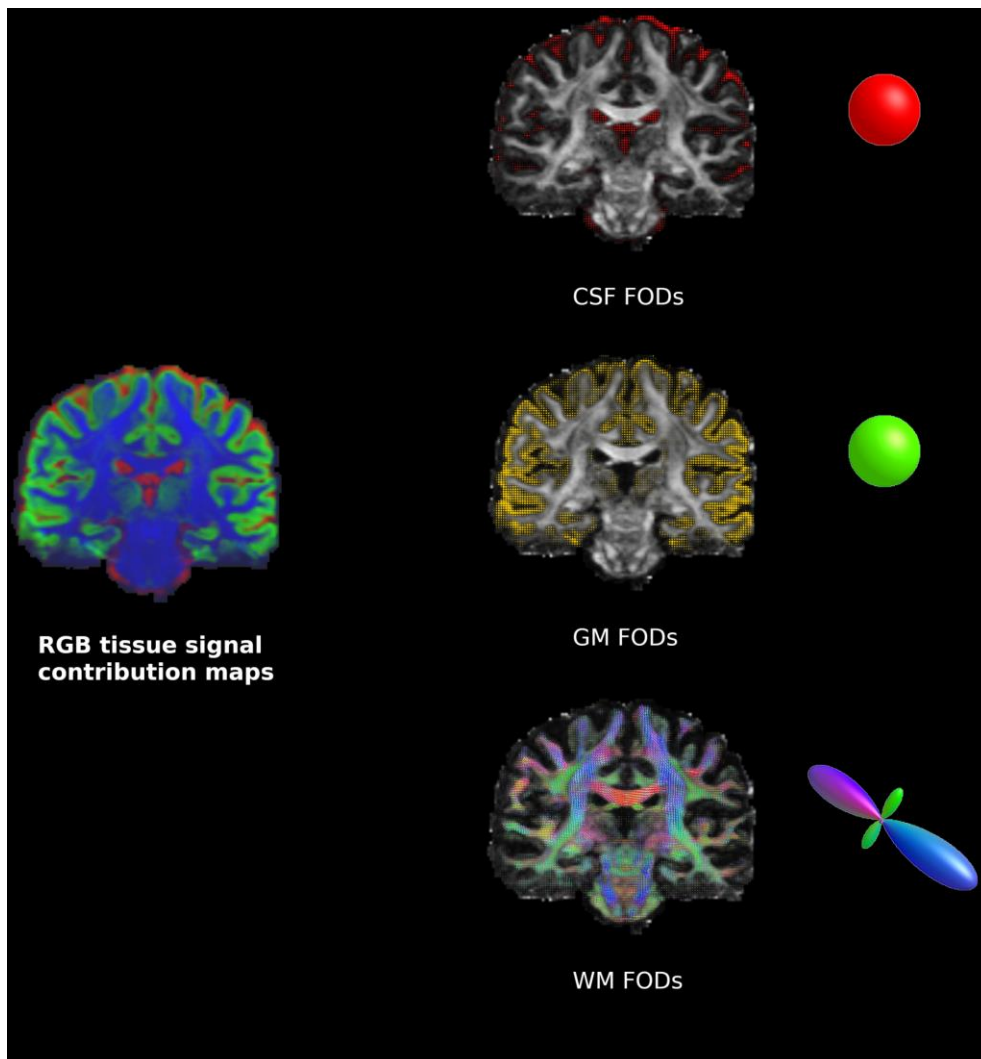 CSF FODs
GM FODs
RGB tissue signal
contribution maps
WM FODs